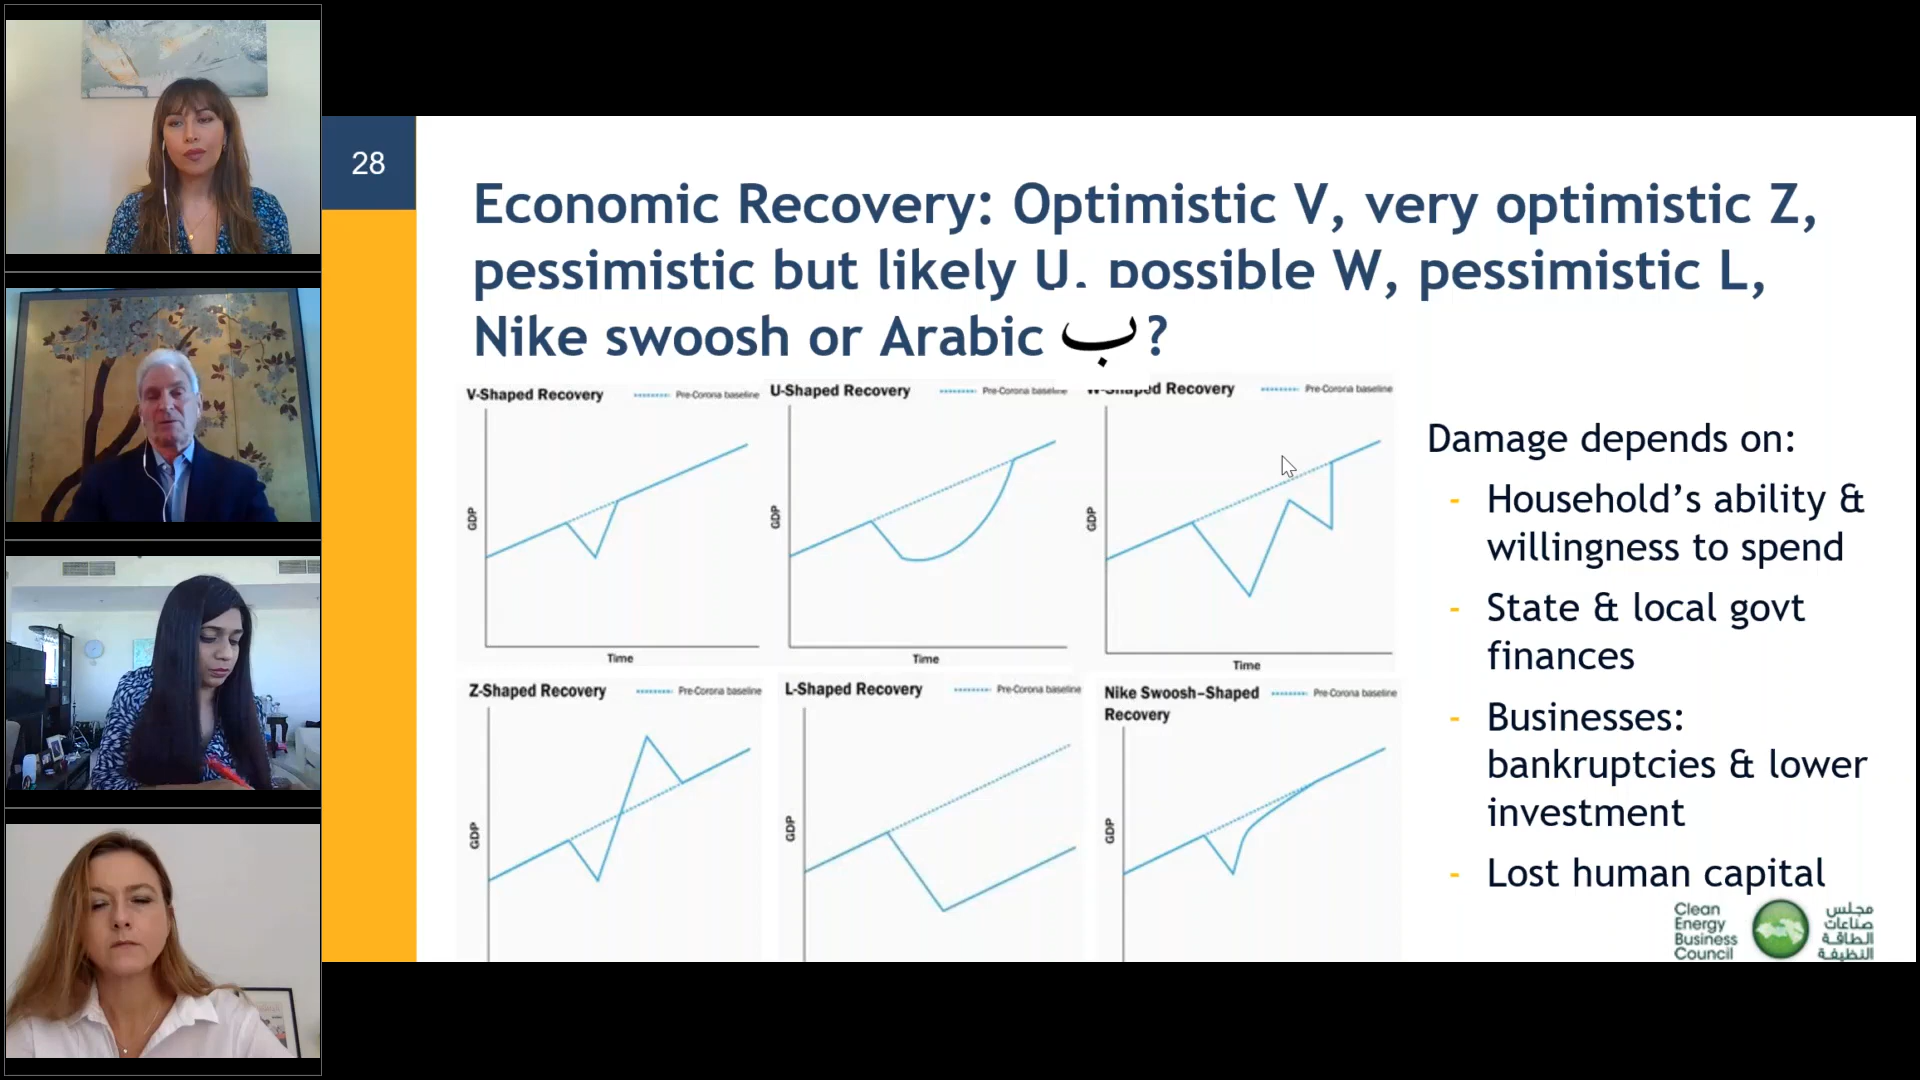 28
Economic Recovery: Optimistic V, very optimistic Z,
pessimistic but likely U, possible W, pessimistic L,
Nike swoosh or Arabic ب?
V-Shaped Recovery
Pre-Corona baseline
GDP
Time
U-Shaped Recovery
Pre-Corona baseline
GDP
Time
W-Shaped Recovery
Pre-Corona baseline
GDP
Time
Z-Shaped Recovery
Pre-Corona baseline
GDP
L-Shaped Recovery
Pre-Corona baseline
GDP
Nike Swoosh-Shaped
Recovery
Pre-Corona baseline
GDP
Damage depends on:
- Household's ability &
willingness to spend
- State & local govt
finances
- Businesses:
bankruptcies & lower
investment
- Lost human capital
Clean
Energy
Business
Council
مجلس
صناعات
الطاقة
النظيفة